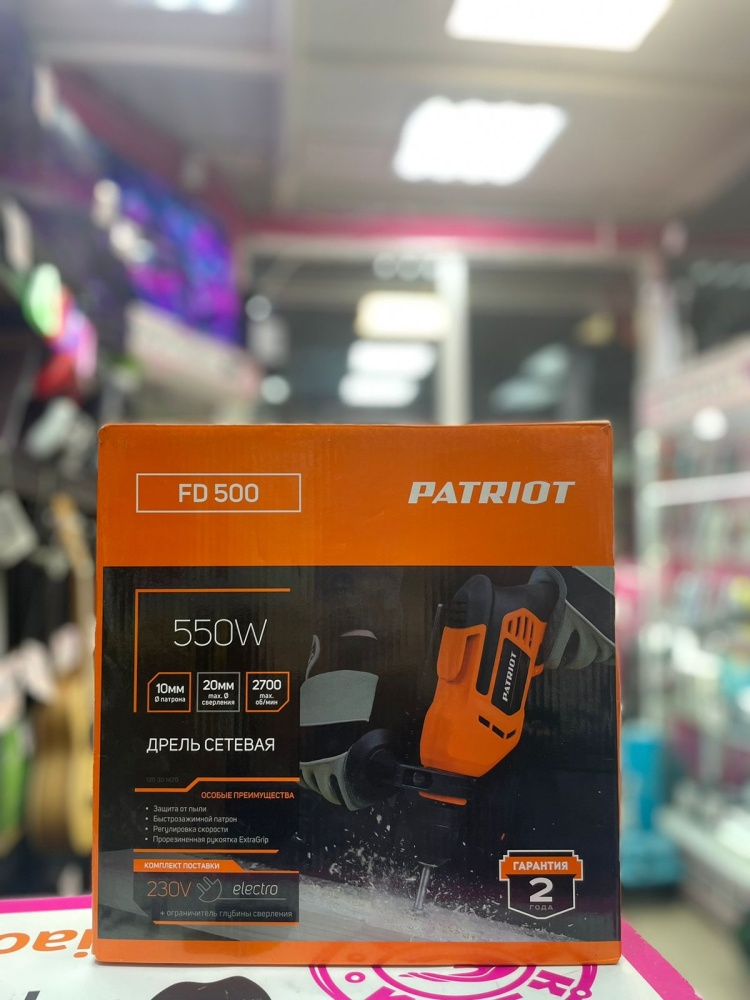 FD 500
PATRIOT
550W
10мм
Ø патрона
20мм
max. Ø
сверления
2700
max.
об/мин
PATRIOT
ДРЕЛЬ СЕТЕВАЯ
ОСОБЫЕ ПРЕИМУЩЕСТВА
• Защита от пыли
• Быстрозажимной патрон
• Регулировка скорости
• Прорезиненная рукоятка ExtraGrip
КОМПЛЕКТ ПОСТАВКИ
230V electro
+ ограничитель глубины сверления
ГАРАНТИЯ
2
ГОДА